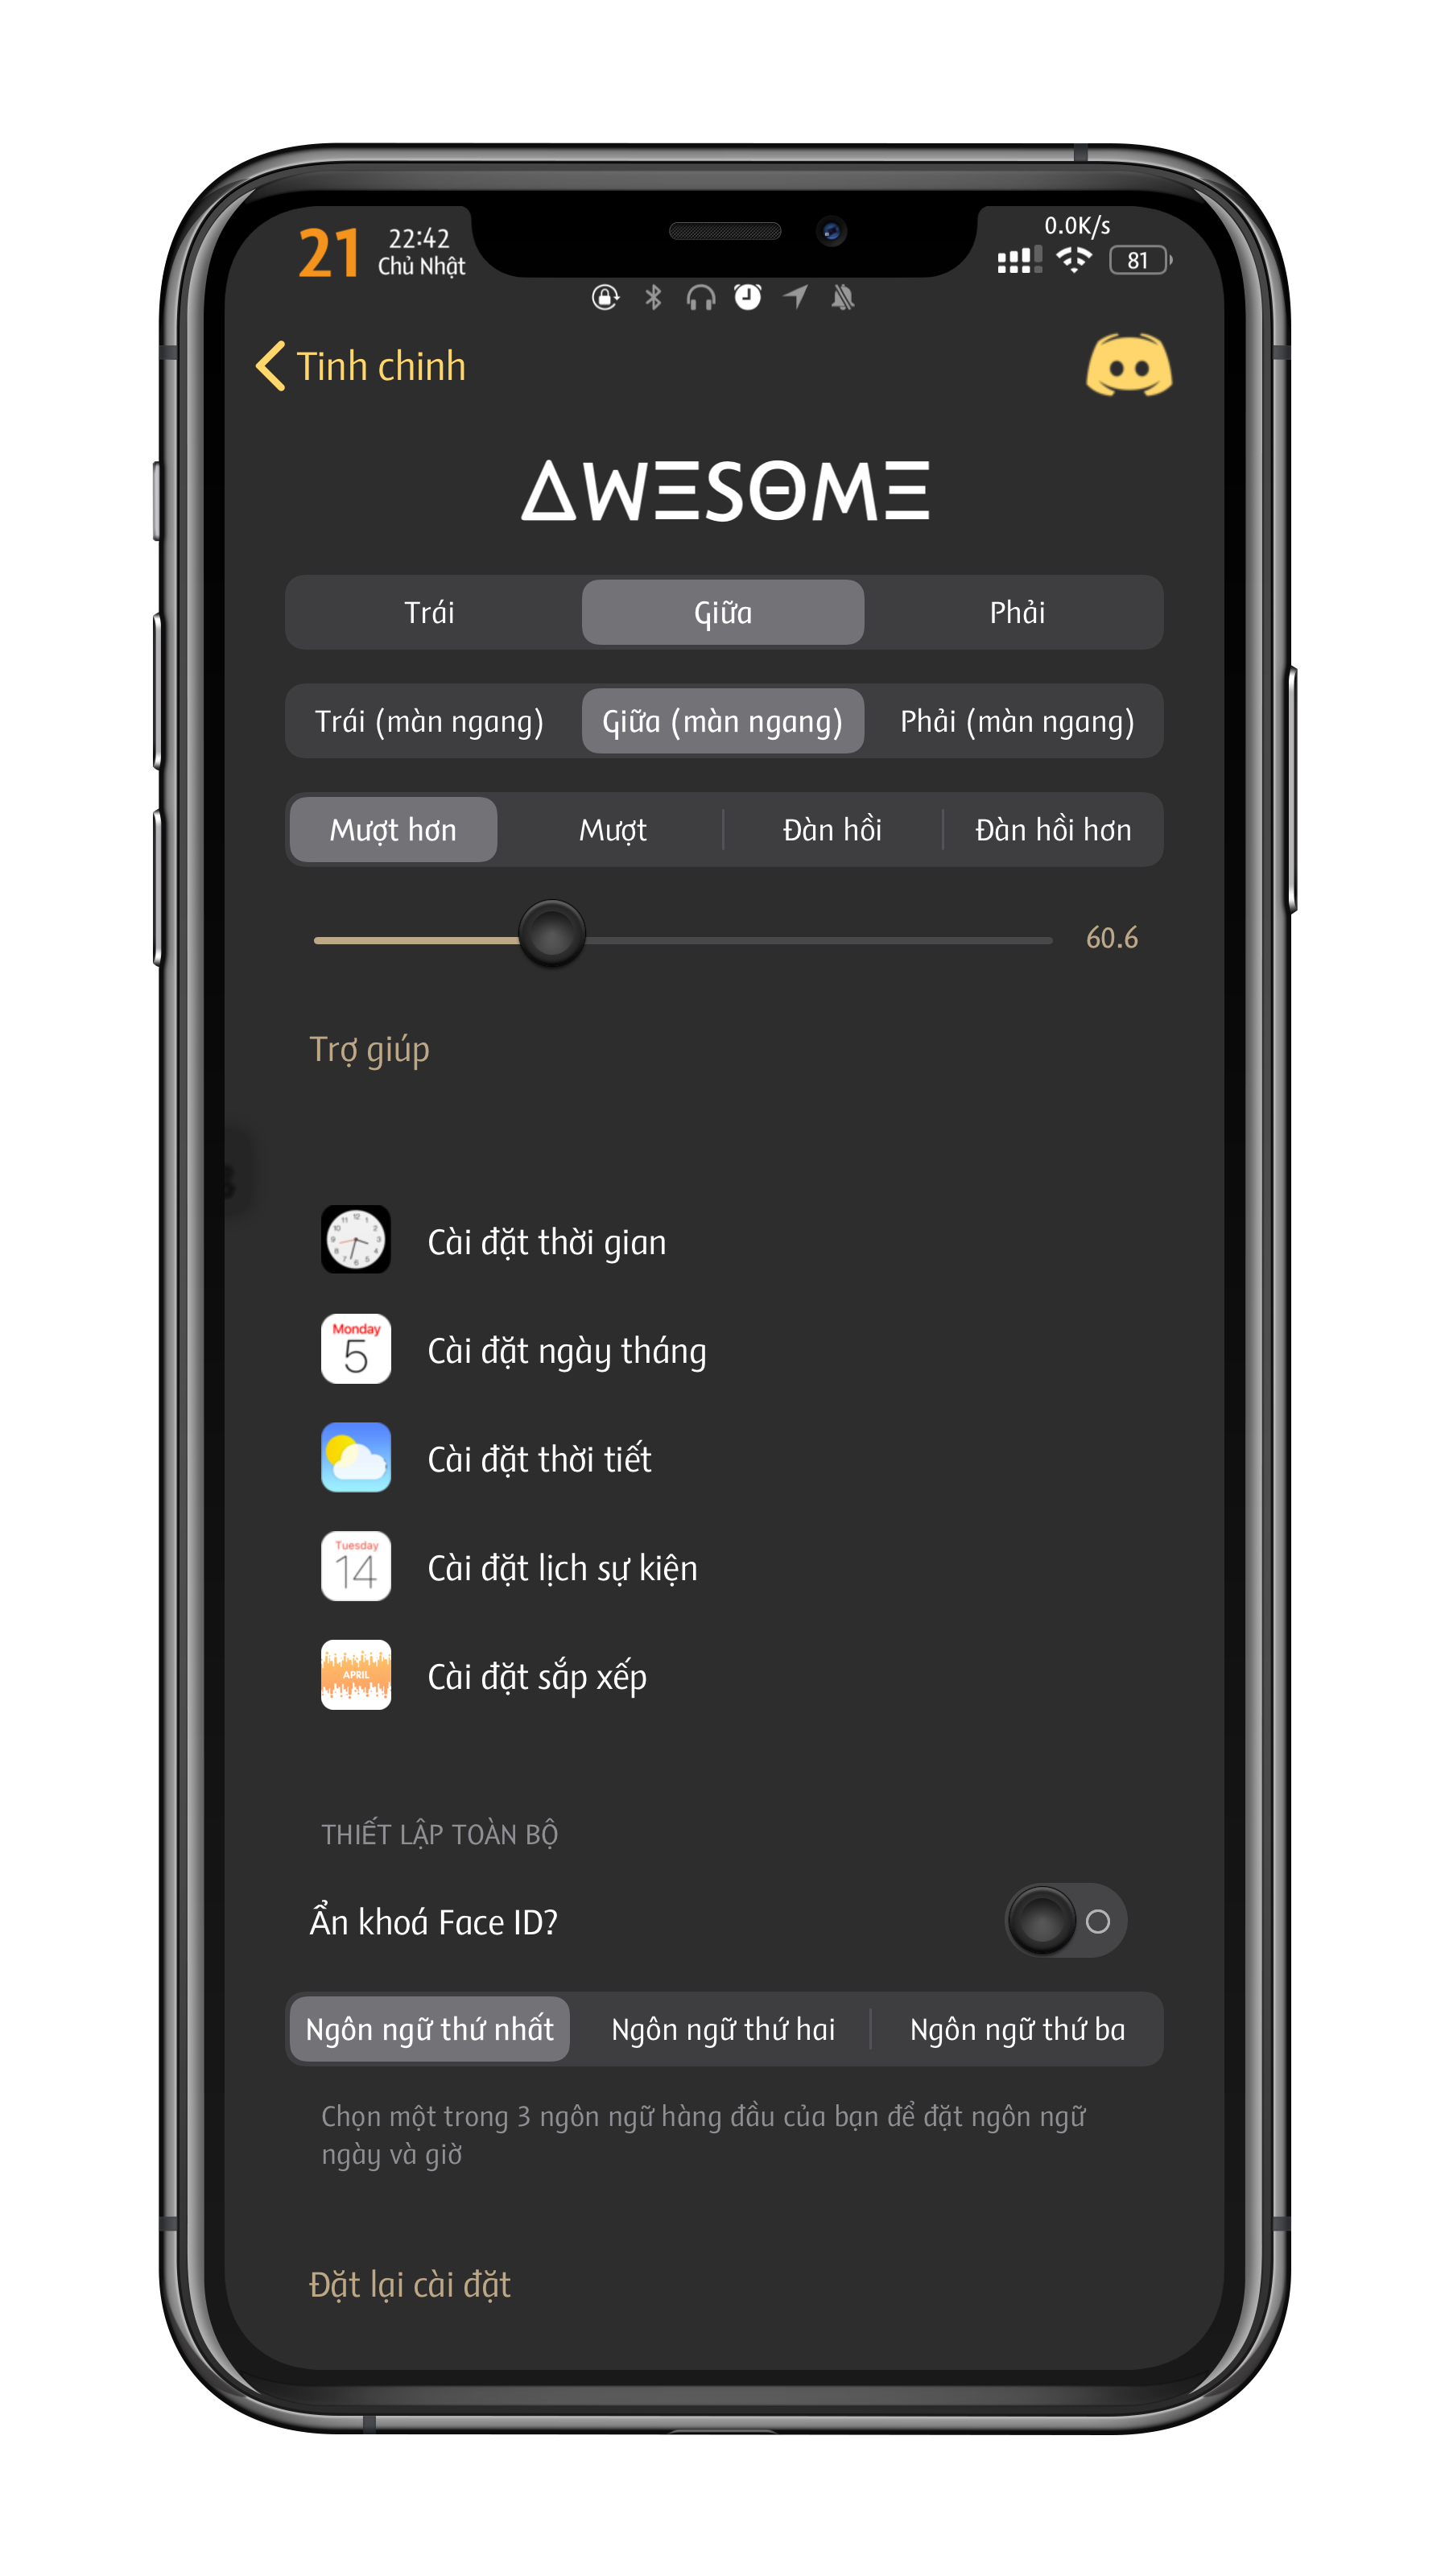 21
22:42
Chủ Nhật
0.0K/s
81
Tinh chinh
AWESOME
Trái
Giữa
Phải
Trái (màn ngang)
Giữa (màn ngang)
Phải (màn ngang)
Mượt hơn
Mượt
Đàn hồi
Đàn hồi hơn
60.6
Trợ giúp
Cài đặt thời gian
Monday
5
Cài đặt ngày tháng
Cài đặt thời tiết
Tuesday
14
Cài đặt lịch sự kiện
APRIL
Cài đặt sắp xếp
THIẾT LẬP TOÀN BỘ
Ẩn khoá Face ID?
Ngôn ngữ thứ nhất
Ngôn ngữ thứ hai
Ngôn ngữ thứ ba
Chọn một trong 3 ngôn ngữ hàng đầu của bạn để đặt ngôn ngữ
ngày và giờ
Đặt lại cài đặt